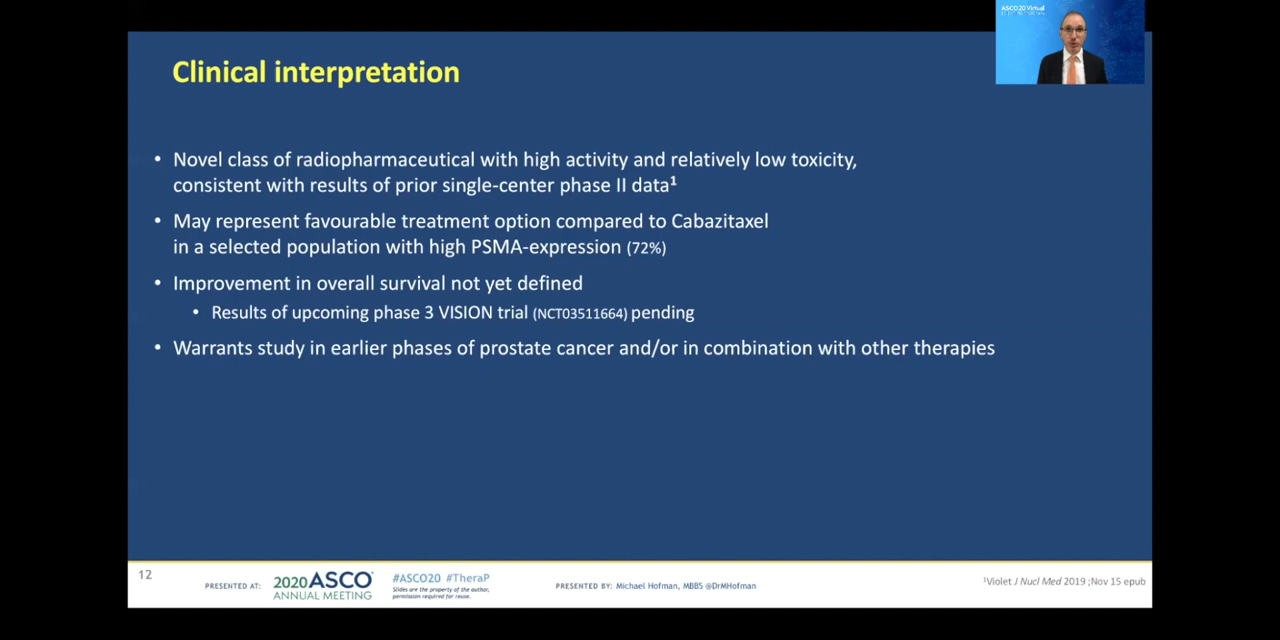 ASCO20 Virtual
Clinical interpretation
• Novel class of radiopharmaceutical with high activity and relatively low toxicity,
consistent with results of prior single-center phase II data¹
• May represent favourable treatment option compared to Cabazitaxel
in a selected population with high PSMA-expression (72%)
• Improvement in overall survival not yet defined
• Results of upcoming phase 3 VISION trial (NCT03511664) pending
• Warrants study in earlier phases of prostate cancer and/or in combination with other therapies
12
PRESENTED AT:
2020 ASCO
ANNUAL MEETING
#ASCO20 #TheraP
Slides are the property of the author,
permission required for reuse.
PRESENTED BY: Michael Hofman, MBBS @DrMHofman
¹Violet J Nucl Med 2019 ;Nov 15 epub